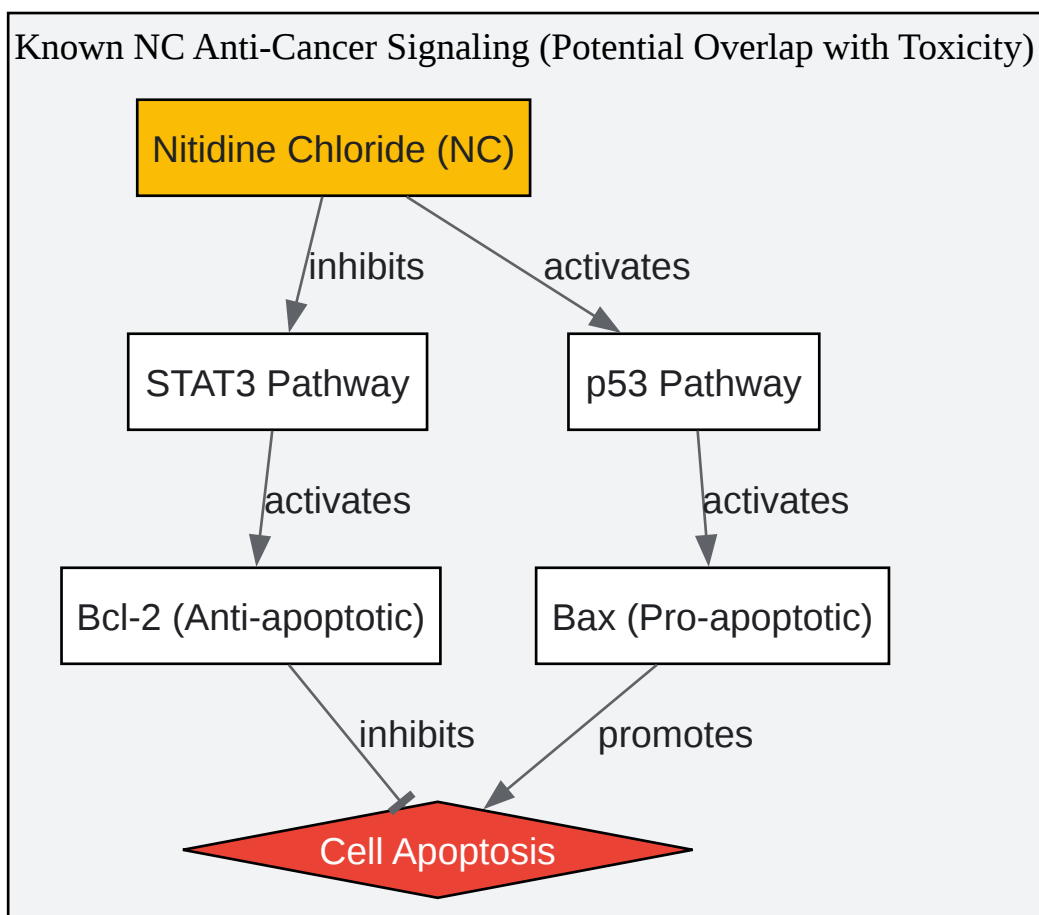 Known NC Anti-Cancer Signaling (Potential Overlap with Toxicity)
Nitidine Chloride (NC)
inhibits
activates
STAT3 Pathway
p53 Pathway
activates
activates
Bcl-2 (Anti-apoptotic)
Bax (Pro-apoptotic)
inhibits
promotes
Cell Apoptosis